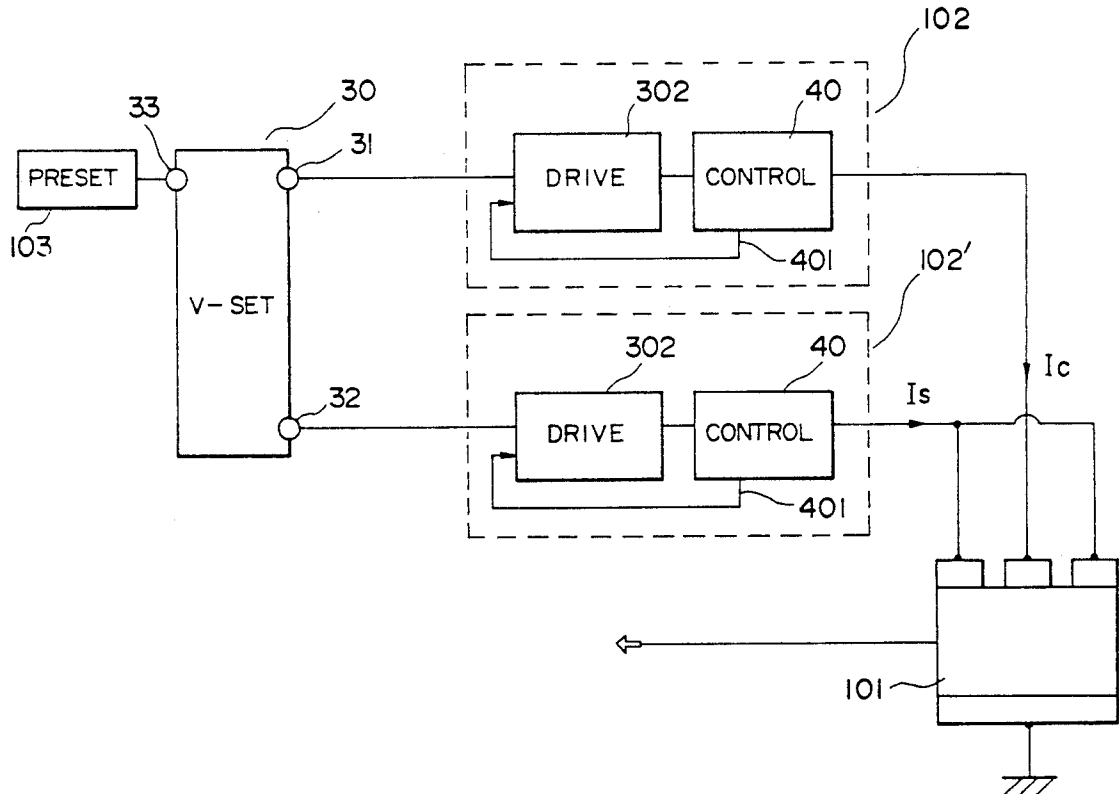 102
302
40
30
33
31
PRESET
DRIVE
CONTROL
103
401
102'
V-SET
302
40
Ic
32
Is
DRIVE
CONTROL
401
101